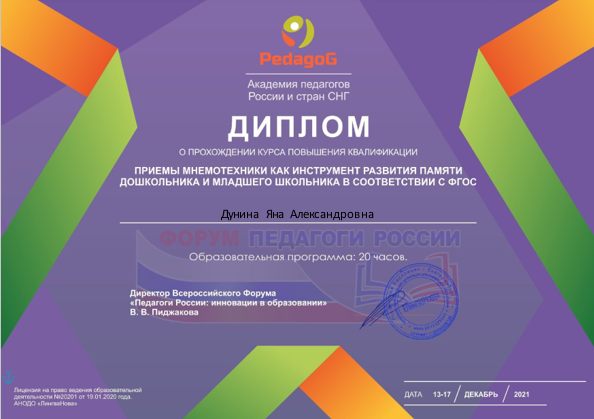 PedagoG
Академия педагогов
России и стран СНГ
ДИПЛОМ
О ПРОХОЖДЕНИИ КУРСА ПОВЫШЕНИЯ КВАЛИФИКАЦИИ
ПРИЕМЫ МНЕМОТЕХНИКИ КАК ИНСТРУМЕНТ РАЗВИТИЯ ПАМЯТИ
ДОШКОЛЬНИКА И МЛАДШЕГО ШКОЛЬНИКА В СООТВЕТСТВИИ С ФГОС
Дунина Яна Александровна
ФОРУМ ПЕДАГОГИ РОССИИ
Образовательная программа: 20 часов.
Директор Всероссийского Форума
«Педагоги России: инновации в образовании»
В. В. Пиджакова
Лицензия на право ведения образовательной
деятельности №20201 от 19.01.2020 года
АНОДО «ЛингваНова»
ДАТА 13-17 / ДЕКАБРЬ / 2021